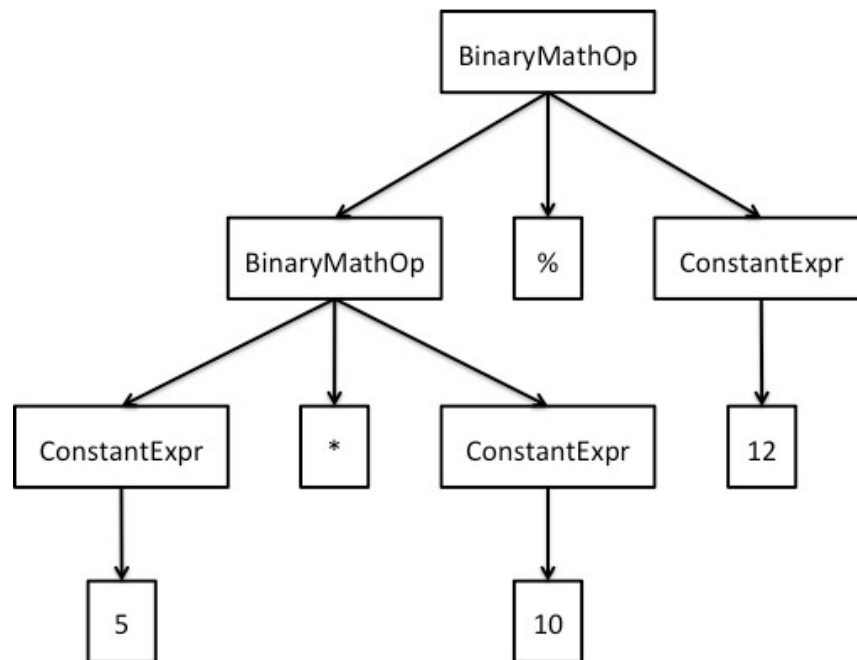 BinaryMathOp
BinaryMathOp
%
ConstantExpr
ConstantExpr
*
ConstantExpr
12
5
10